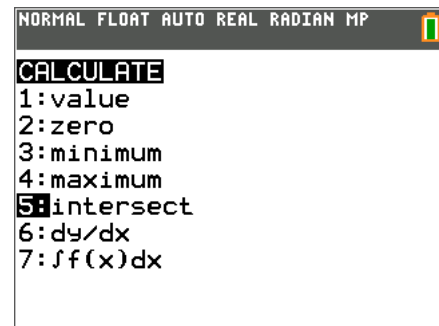 NORMAL FLOAT AUTO REAL RADIAN MP
CALCULATE
1:value
2:zero
3:minimum
4:maximum
5:intersect
6:dy/dx
7:∫f(x)dx